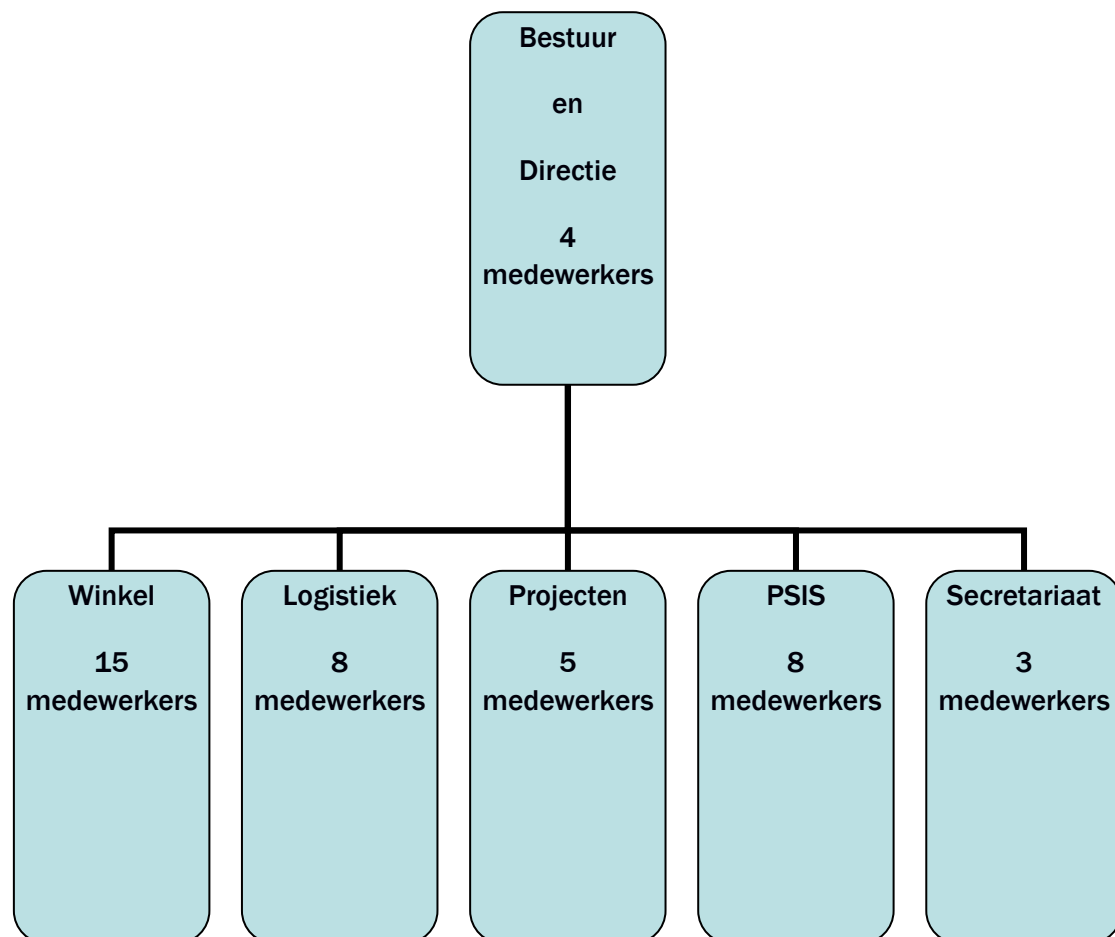 Bestuur
en
Directie
4
medewerkers
Winkel
15
medewerkers
Logistiek
8
medewerkers
Projecten
5
medewerkers
PSIS
8
medewerkers
Secretariaat
3
medewerkers